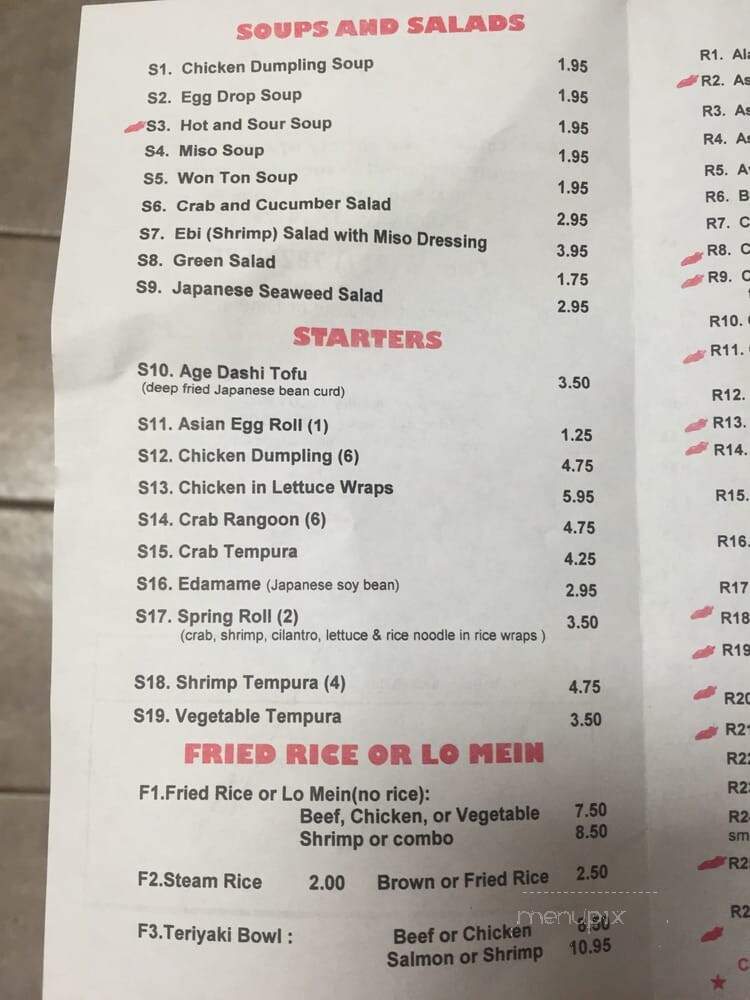 SOUPS AND SALADS
S1. Chicken Dumpling Soup 1.95
S2. Egg Drop Soup 1.95
S3. Hot and Sour Soup 1.95
S4. Miso Soup 1.95
S5. Won Ton Soup 1.95
S6. Crab and Cucumber Salad 2.95
S7. Ebi (Shrimp) Salad with Miso Dressing 3.95
S8. Green Salad 1.75
S9. Japanese Seaweed Salad 2.95
STARTERS
S10. Age Dashi Tofu 3.50
(deep fried Japanese bean curd)
S11. Asian Egg Roll (1) 1.25
S12. Chicken Dumpling (6) 4.75
S13. Chicken in Lettuce Wraps 5.95
S14. Crab Rangoon (6) 4.75
S15. Crab Tempura 4.25
S16. Edamame (Japanese soy bean) 2.95
S17. Spring Roll (2) 3.50
(crab, shrimp, cilantro, lettuce & rice noodle in rice wraps )
S18. Shrimp Tempura (4) 4.75
S19. Vegetable Tempura 3.50
FRIED RICE OR LO MEIN
F1.Fried Rice or Lo Mein(no rice):
Beef, Chicken, or Vegetable 7.50
Shrimp or combo 8.50
F2.Steam Rice 2.00 Brown or Fried Rice 2.50
F3.Teriyaki Bowl : Beef or Chicken
Salmon or Shrimp 10.95
menupix
R1.
R2.
R3.
R4.
R5.
R6.
R7.
R8.
R9.
R10.
R11.
R12.
R13.
R14.
R15.
R16.
R17
R18
R19
R20
R21
R22